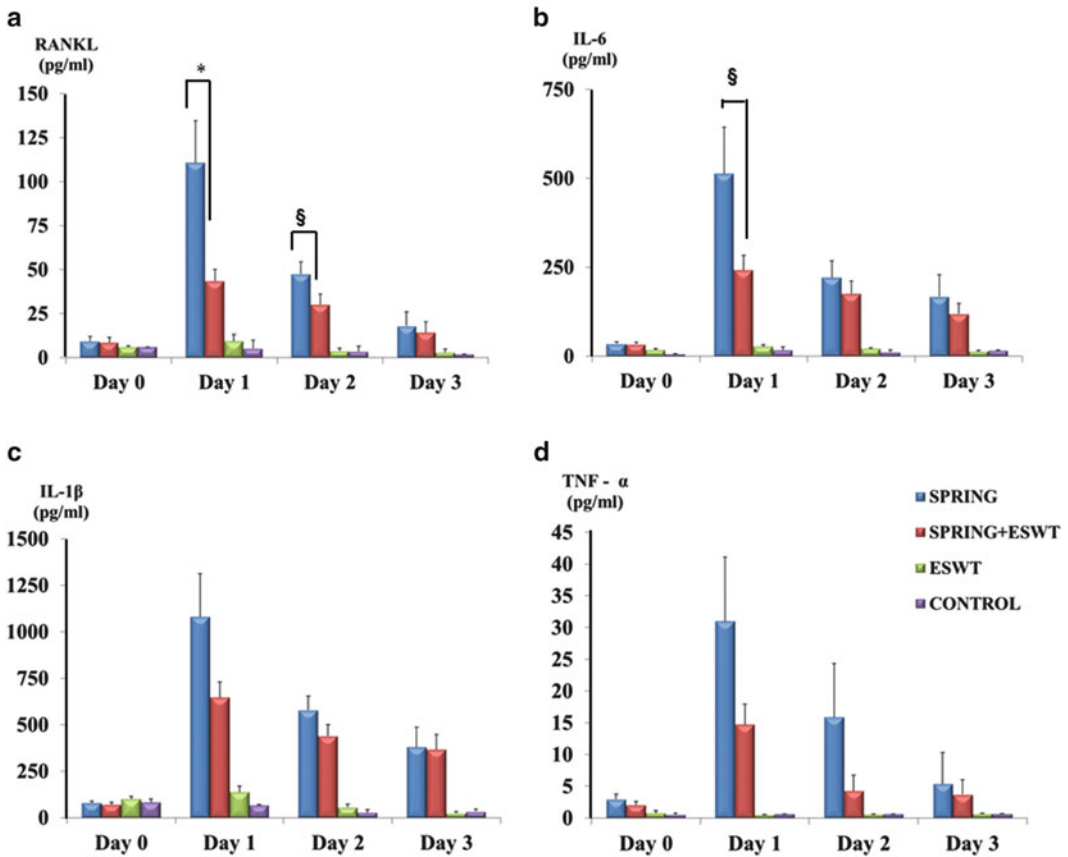 a
RANKL
(pg/ml)
150
125
100
75
50
25
0
*
§
Day 0 Day 1 Day 2 Day 3
b
IL-6
(pg/ml)
750
500
250
0
§
Day 0 Day 1 Day 2 Day 3
c
IL-1β
(pg/ml)
1500
1250
1000
750
500
250
0
Day 0 Day 1 Day 2 Day 3
d
TNF - α
(pg/ml)
45
40
35
30
25
20
15
10
5
0
Day 0 Day 1 Day 2 Day 3
SPRING
SPRING+ESWT
ESWT
CONTROL